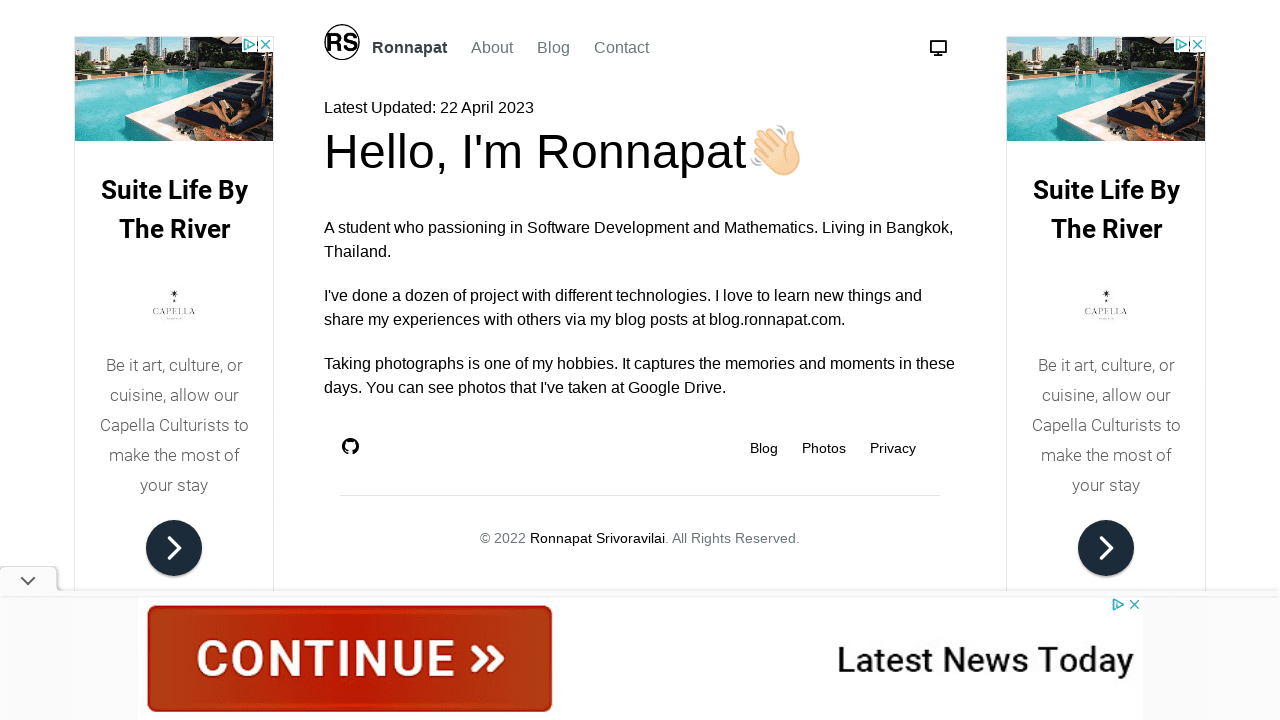 RS
Ronnapat
About
Blog
Contact
Latest Updated: 22 April 2023
Hello, I'm Ronnapat👋🏻
A student who passioning in Software Development and Mathematics. Living in Bangkok,
Thailand.
I've done a dozen of project with different technologies. I love to learn new things and
share my experiences with others via my blog posts at blog.ronnapat.com.
Taking photographs is one of my hobbies. It captures the memories and moments in these
days. You can see photos that I've taken at Google Drive.
Blog
Photos
Privacy
© 2022 Ronnapat Srivoravilai. All Rights Reserved.
Suite Life By
The River
CAPELLA
Be it art, culture, or
cuisine, allow our
Capella Culturists to
make the most of
your stay
Suite Life By
The River
CAPELLA
Be it art, culture, or
cuisine, allow our
Capella Culturists to
make the most of
your stay
CONTINUE
Latest News Today